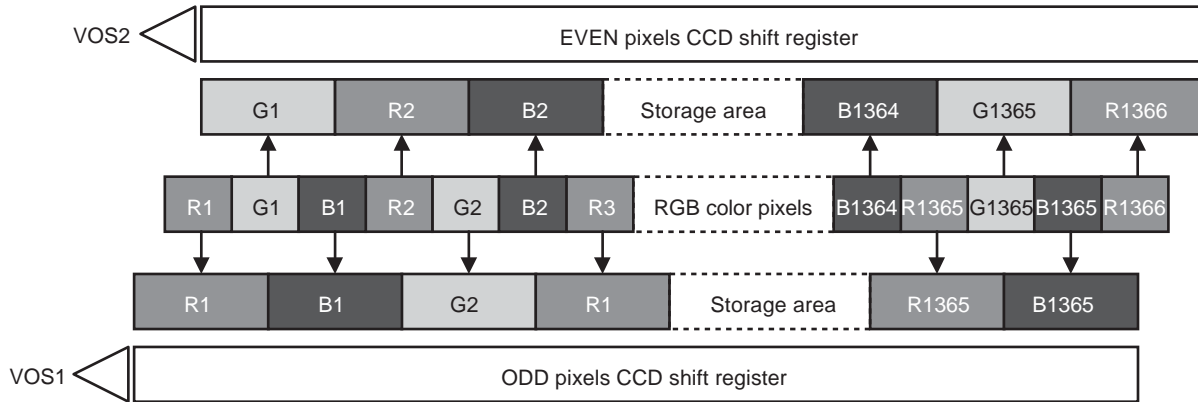 VOS2
EVEN pixels CCD shift register
G1 R2 B2 Storage area B1364 G1365 R1366
R1 G1 B1 R2 G2 B2 R3 RGB color pixels B1364 R1365 G1365 B1365 R1366
R1 B1 G2 R1 Storage area R1365 B1365
VOS1
ODD pixels CCD shift register